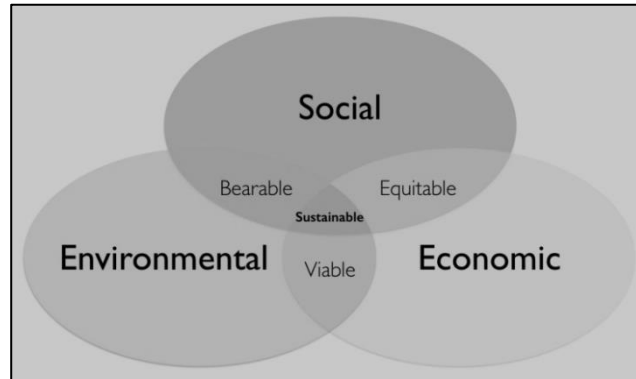 Social
Bearable Equitable
Sustainable
Environmental Economic
Viable